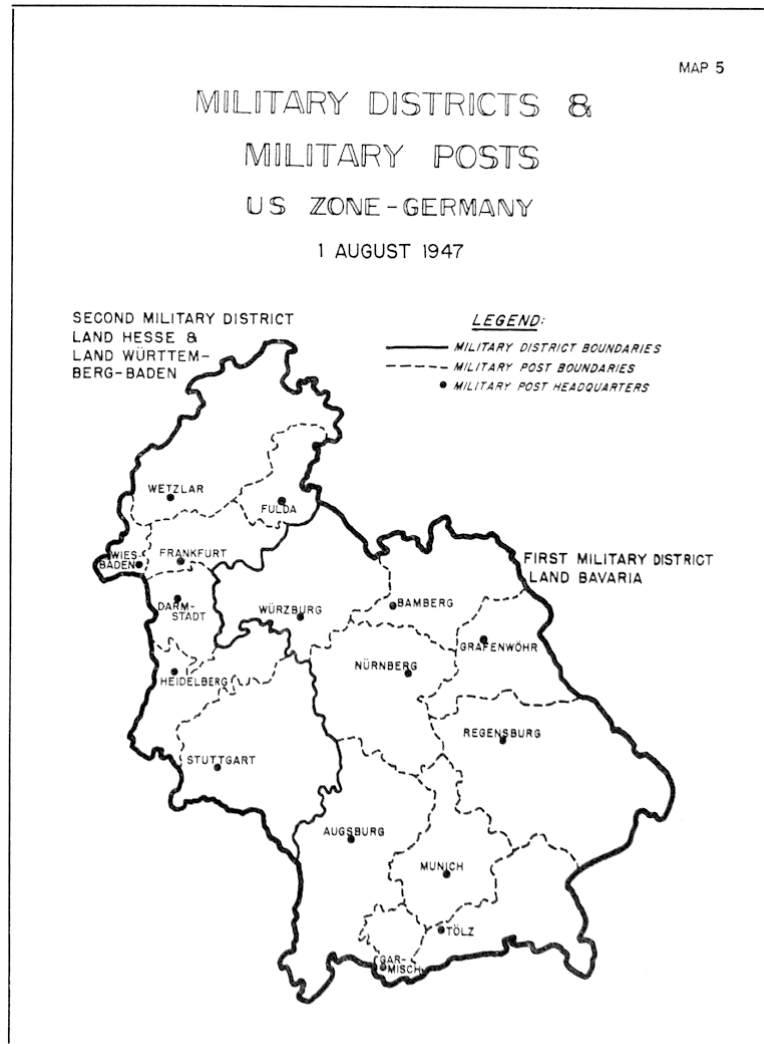 MAP 5
MILITARY DISTRICTS &
MILITARY POSTS
US ZONE-GERMANY
1 AUGUST 1947
SECOND MILITARY DISTRICT
LAND HESSE &
LAND WÜRTTEM-
BERG-BADEN
LEGEND:
MILITARY DISTRICT BOUNDARIES
MILITARY POST BOUNDARIES
MILITARY POST HEADQUARTERS
WETZLAR
FULDA
WIES-
BADEN
FRANKFURT
FIRST MILITARY DISTRICT
LAND BAVARIA
DARM-
STADT
WÜRZBURG
BAMBERG
GRAFENWÖHR
HEIDELBERG
NÜRNBERG
REGENSBURG
STUTTGART
AUGSBURG
MUNICH
TÖLZ
GAR-
MISCH